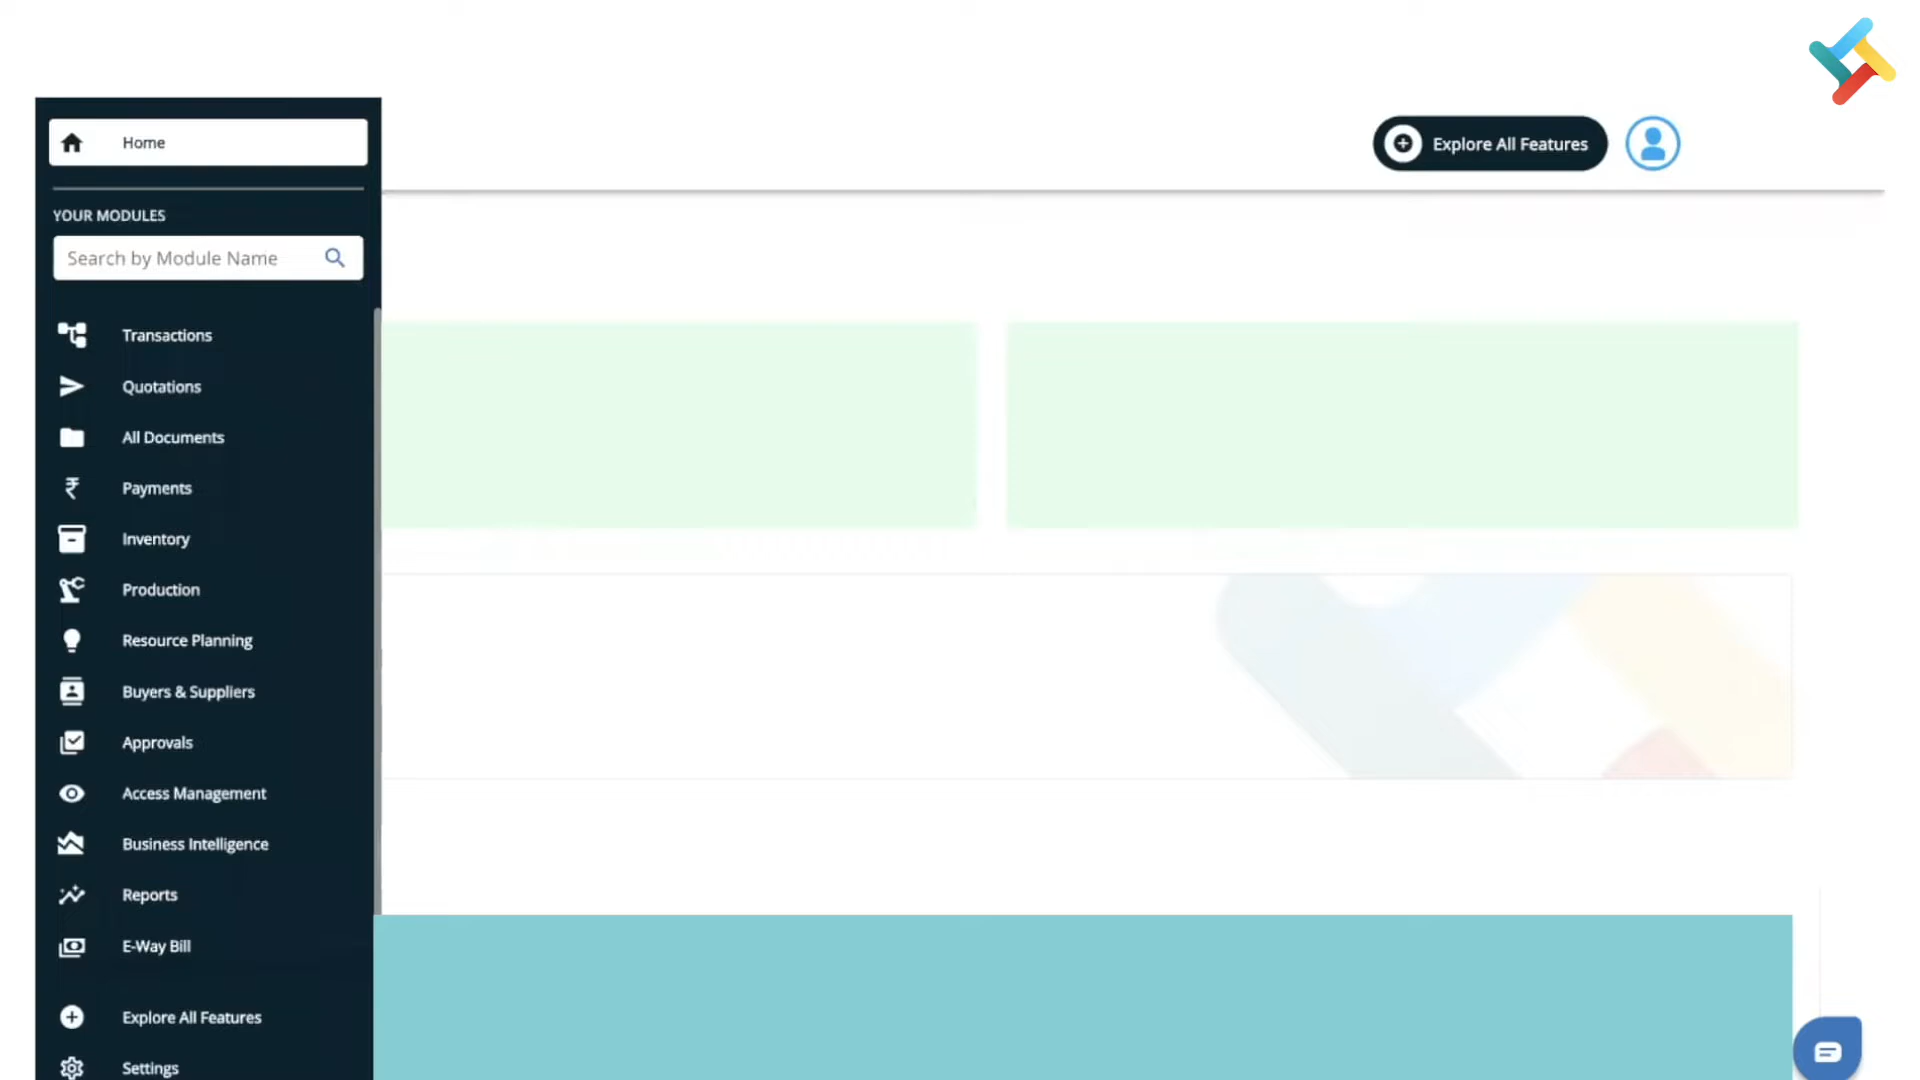 Home
Explore All Features
YOUR MODULES
Search by Module Name
Transactions
Quotations
All Documents
Payments
Inventory
Production
Resource Planning
Buyers & Suppliers
Approvals
Access Management
Business Intelligence
Reports
E-Way Bill
Explore All Features
Settings